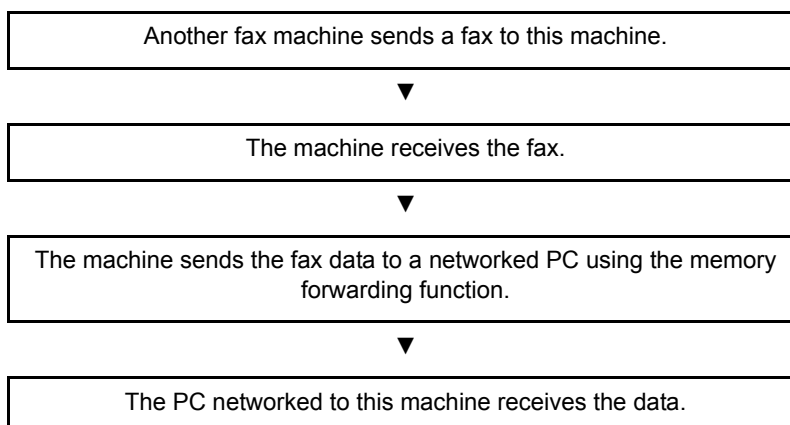 Another fax machine sends a fax to this machine.
▼
The machine receives the fax.
▼
The machine sends the fax data to a networked PC using the memory
forwarding function.
▼
The PC networked to this machine receives the data.